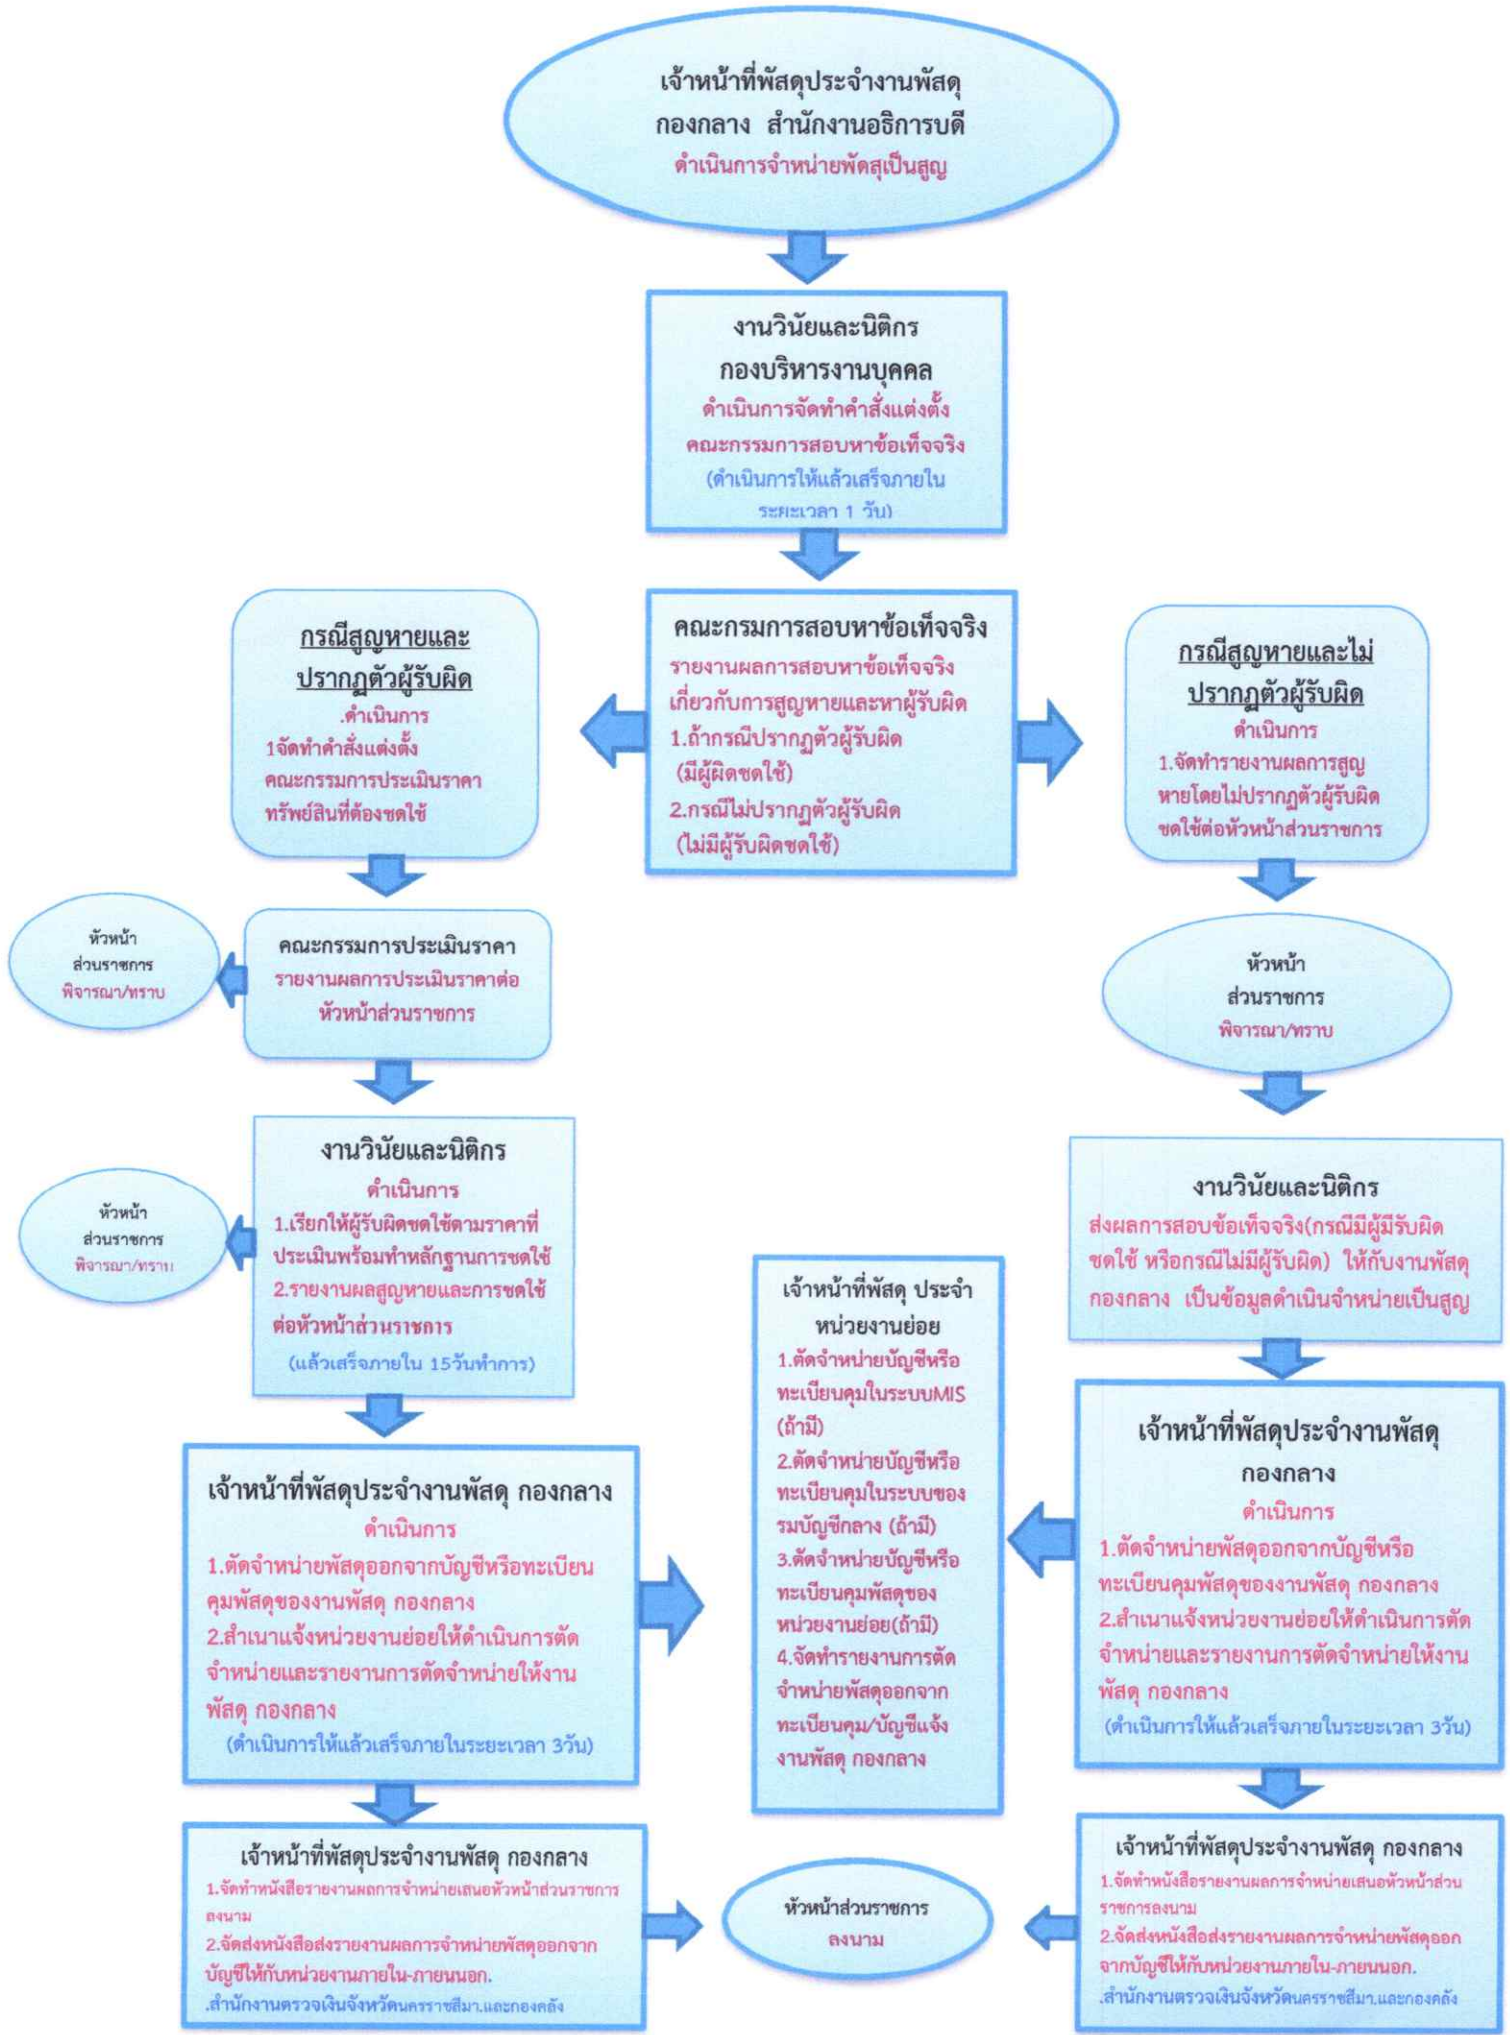 เจ้าหน้าที่พัสดุประจำงานพัสดุ
กองกลาง สำนักงานอธิการบดี
ดำเนินการจำหน่ายพัดสุเป็นสูญ
งานวินัยและนิติกร
กองบริหารงานบุคคล
ดำเนินการจัดทำคำสั่งแต่งตั้ง
คณะกรรมการสอบหาข้อเท็จจริง
(ดำเนินการให้แล้วเสร็จภายใน
ระยะเวลา 1 วัน)
คณะกรมการสอบหาข้อเท็จจริง
รายงานผลการสอบหาข้อเท็จจริง
เกี่ยวกับการสูญหายและหาผู้รับผิด
1.ถ้ากรณีปรากฏตัวผู้รับผิด
(มีผู้ผิดชดใช้)
2.กรณีไม่ปรากฏตัวผู้รับผิด
(ไม่มีผู้รับผิดชดใช้)
กรณีสูญหายและ
ปรากฏตัวผู้รับผิด
.ดำเนินการ
1จัดทำคำสั่งแต่งตั้ง
คณะกรรมการประเมินราคา
ทรัพย์สินที่ต้องชดใช้
กรณีสูญหายและไม่
ปรากฏตัวผู้รับผิด
ดำเนินการ
1.จัดทำรายงานผลการสูญ
หายโดยไม่ปรากฏตัวผู้รับผิด
ชดใช้ต่อหัวหน้าส่วนราชการ
หัวหน้า
ส่วนราชการ
พิจารณา/ทราบ
คณะกรรมการประเมินราคา
รายงานผลการประเมินราคาต่อ
หัวหน้าส่วนราชการ
หัวหน้า
ส่วนราชการ
พิจารณา/ทราบ
หัวหน้า
ส่วนราชการ
พิจารณา/ทราบ
งานวินัยและนิติกร
ดำเนินการ
1.เรียกให้ผู้รับผิดชดใช้ตามราคาที่
ประเมินพร้อมทำหลักฐานการชดใช้
2.รายงานผลสูญหายและการชดใช้
ต่อหัวหน้าส่วนราชการ
(แล้วเสร็จภายใน 15วันทำการ)
งานวินัยและนิติกร
ส่งผลการสอบข้อเท็จจริง(กรณีมีผู้มีรับผิด
ชดใช้ หรือกรณีไม่มีผู้รับผิด) ให้กับงานพัสดุ
กองกลาง เป็นข้อมูลดำเนินจำหน่ายเป็นสูญ
เจ้าหน้าที่พัสดุ ประจำ
หน่วยงานย่อย
1.ตัดจำหน่ายบัญชีหรือ
ทะเบียนคุมในระบบMIS
(ถ้ามี)
2.ตัดจำหน่ายบัญชีหรือ
ทะเบียนคุมในระบบของ
รมบัญชีกลาง (ถ้ามี)
3.ตัดจำหน่ายบัญชีหรือ
ทะเบียนคุมพัสดุของ
หน่วยงานย่อย(ถ้ามี)
4.จัดทำรายงานการตัด
จำหน่ายพัสดุออกจาก
ทะเบียนคุม/บัญชีแจ้ง
งานพัสดุ กองกลาง
เจ้าหน้าที่พัสดุประจำงานพัสดุ กองกลาง
ดำเนินการ
1.ตัดจำหน่ายพัสดุออกจากบัญชีหรือทะเบียน
คุมพัสดุของงานพัสดุ กองกลาง
2.สำเนาแจ้งหน่วยงานย่อยให้ดำเนินการตัด
จำหน่ายและรายงานการตัดจำหน่ายให้งาน
พัสดุ กองกลาง
(ดำเนินการให้แล้วเสร็จภายในระยะเวลา 3วัน)
เจ้าหน้าที่พัสดุประจำงานพัสดุ
กองกลาง
ดำเนินการ
1.ตัดจำหน่ายพัสดุออกจากบัญชีหรือ
ทะเบียนคุมพัสดุของงานพัสดุ กองกลาง
2.สำเนาแจ้งหน่วยงานย่อยให้ดำเนินการตัด
จำหน่ายและรายงานการตัดจำหน่ายให้งาน
พัสดุ กองกลาง
(ดำเนินการให้แล้วเสร็จภายในระยะเวลา 3วัน)
เจ้าหน้าที่พัสดุประจำงานพัสดุ กองกลาง
1.จัดทำหนังสือรายงานผลการจำหน่ายเสนอหัวหน้าส่วนราชการ
ลงนาม
2.จัดส่งหนังสือส่งรายงานผลการจำหน่ายพัสดุออกจาก
บัญชีให้กับหน่วยงานภายใน-ภายนนอก.
.สำนักงานตรวจเงินจังหวัดนครราชสีมา.และกองคลัง
หัวหน้าส่วนราชการ
ลงนาม
เจ้าหน้าที่พัสดุประจำงานพัสดุ กองกลาง
1.จัดทำหนังสือรายงานผลการจำหน่ายเสนอหัวหน้าส่วน
ราชการลงนาม
2.จัดส่งหนังสือส่งรายงานผลการจำหน่ายพัสดุออก
จากบัญชีให้กับหน่วยงานภายใน-ภายนนอก.
.สำนักงานตรวจเงินจังหวัดนครราชสีมา.และกองคลัง